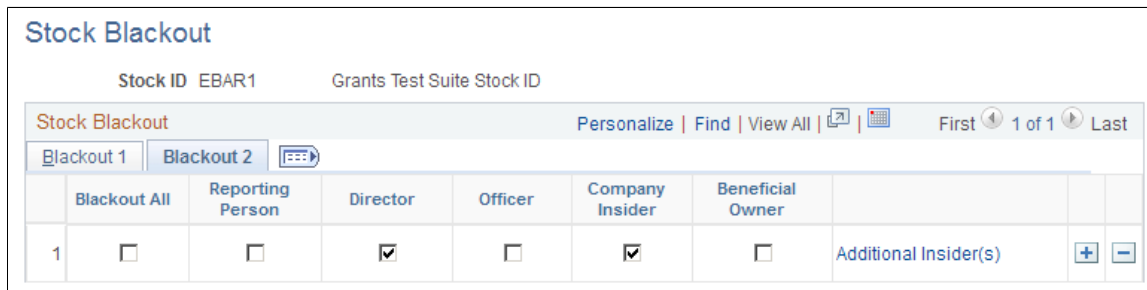 Stock Blackout
Stock ID EBAR1 Grants Test Suite Stock ID
Stock Blackout Personalize | Find | View All | | First 1 of 1 Last
Blackout 1 Blackout 2
Blackout All Reporting Person Director Officer Company Insider Beneficial Owner
1 Additional Insider(s) + −